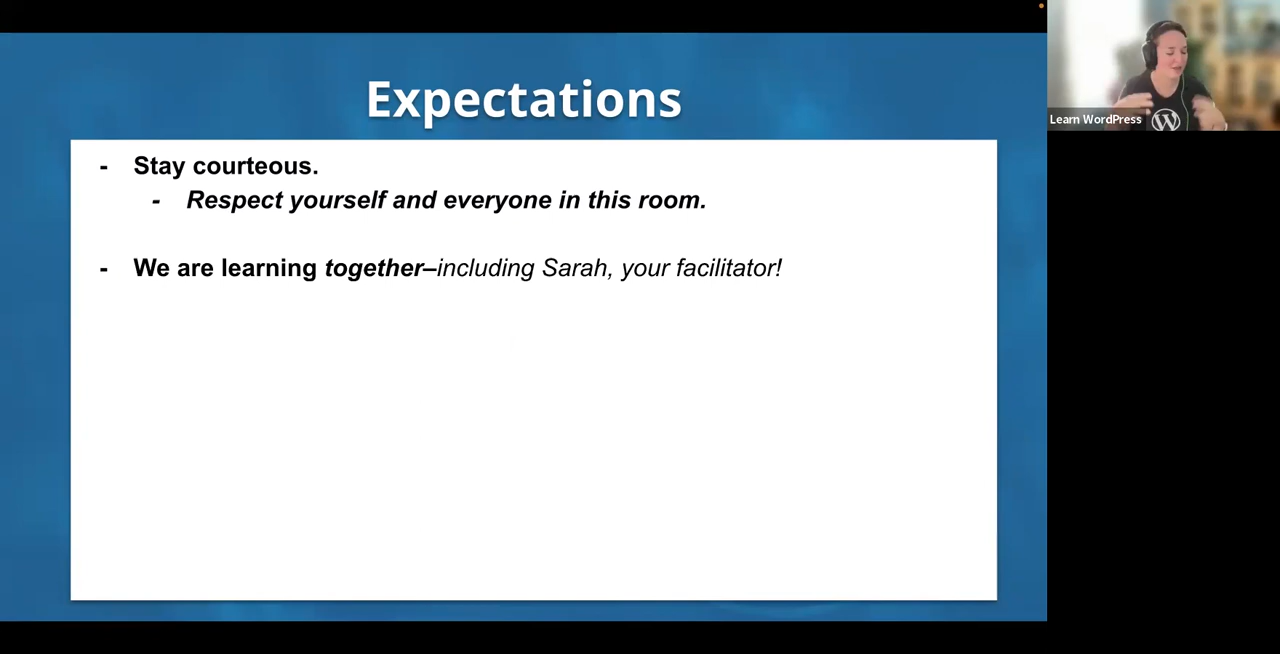 Expectations
- Stay courteous.
- Respect yourself and everyone in this room.
- We are learning together–including Sarah, your facilitator!
Learn WordPress